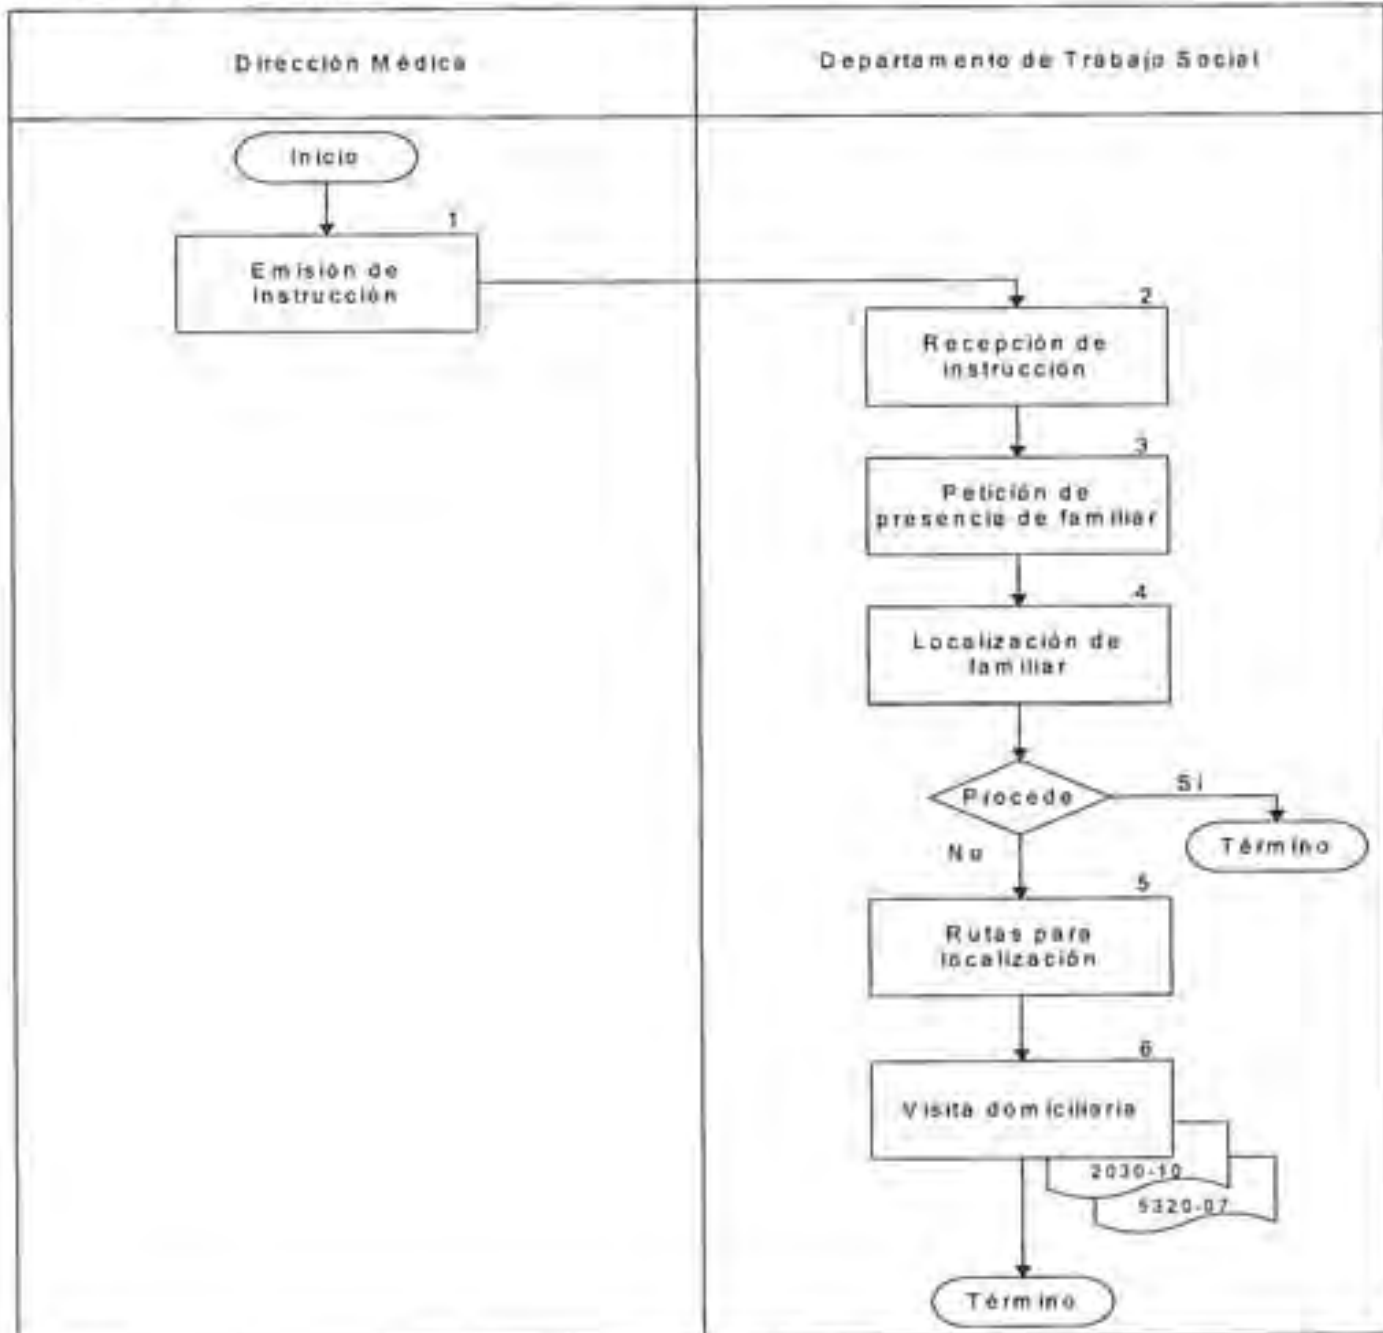 Dirección Médica
Departamento de Trabajo Social
Inicio
1
Emisión de
instrucción
2
Recepción de
instrucción
3
Petición de
presencia de familiar
4
Localización de
familiar
Procede
Si
Término
No
5
Rutas para
localización
6
Visita domiciliaria
2030-10
5320-07
Término